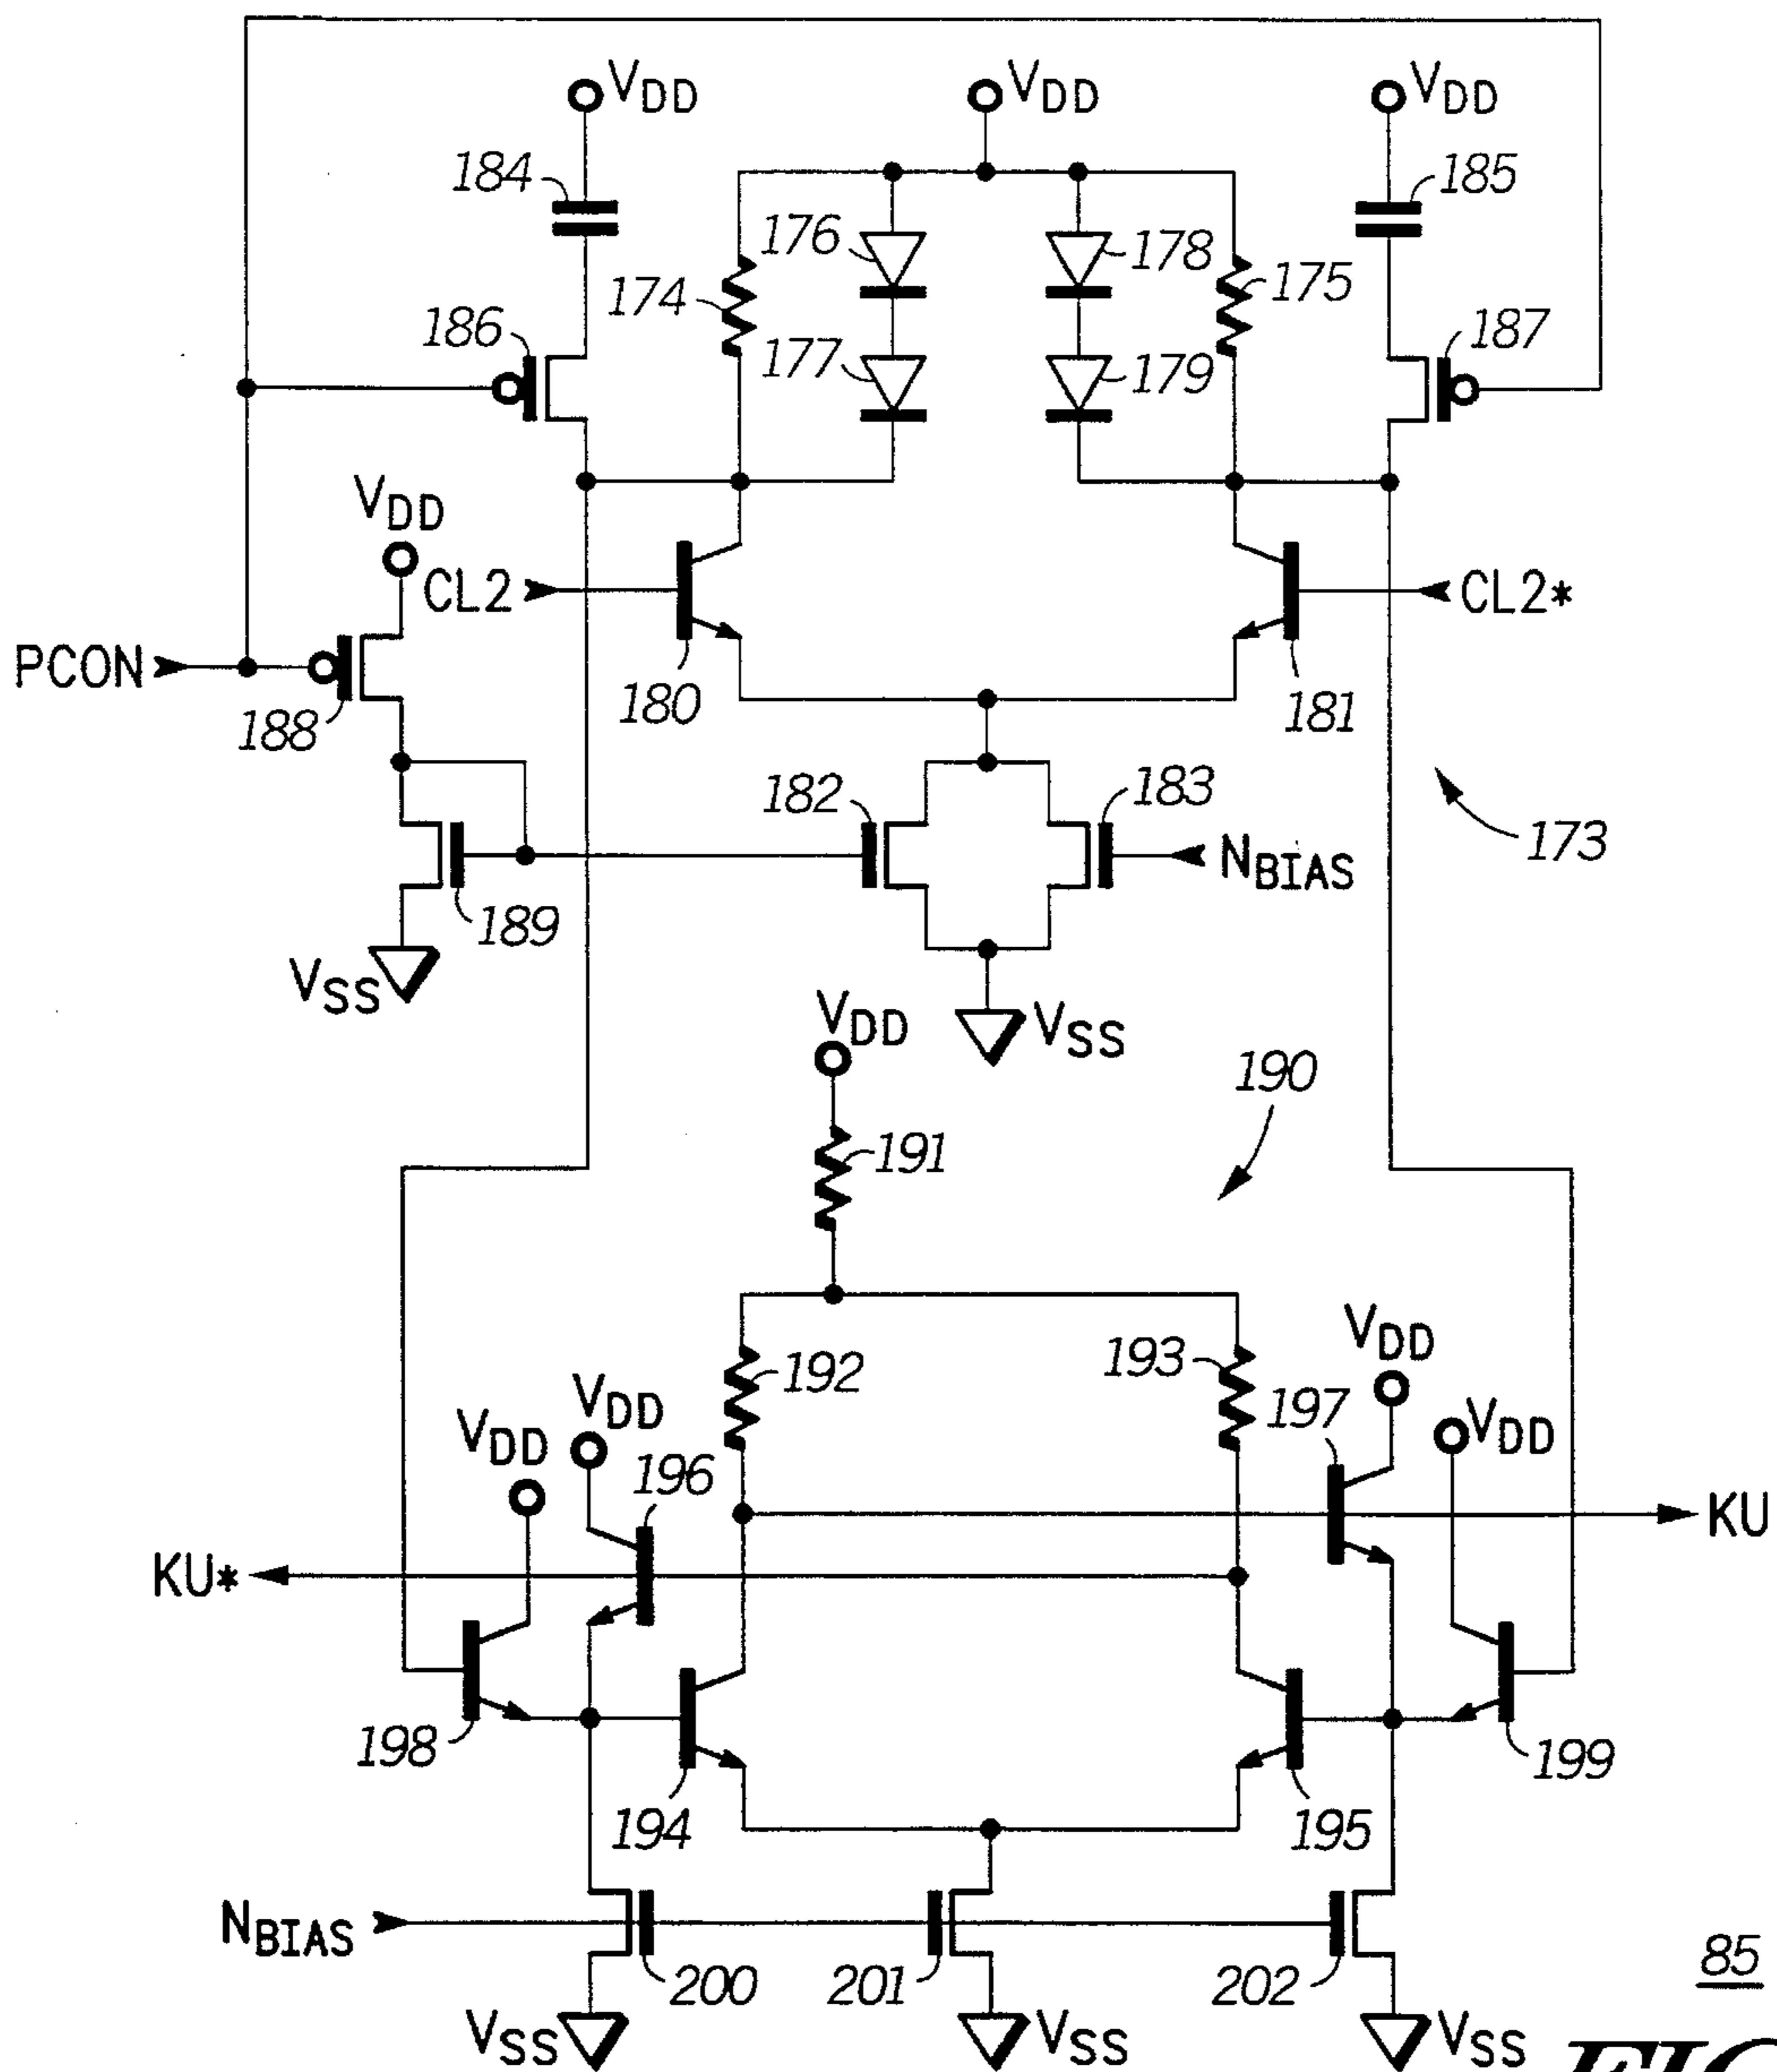 VDD
VDD
VDD
184
185
176
178
174
175
186
187
177
179
VDD
CL2
CL2*
PCON
180
181
188
182
183
173
NBIAS
189
VSS
VSS
VDD
190
191
192
193
VDD
VDD
VDD
VDD
197
196
KU
KU*
198
199
194
195
NBIAS
200
201
202
85
VSS
VSS
VSS